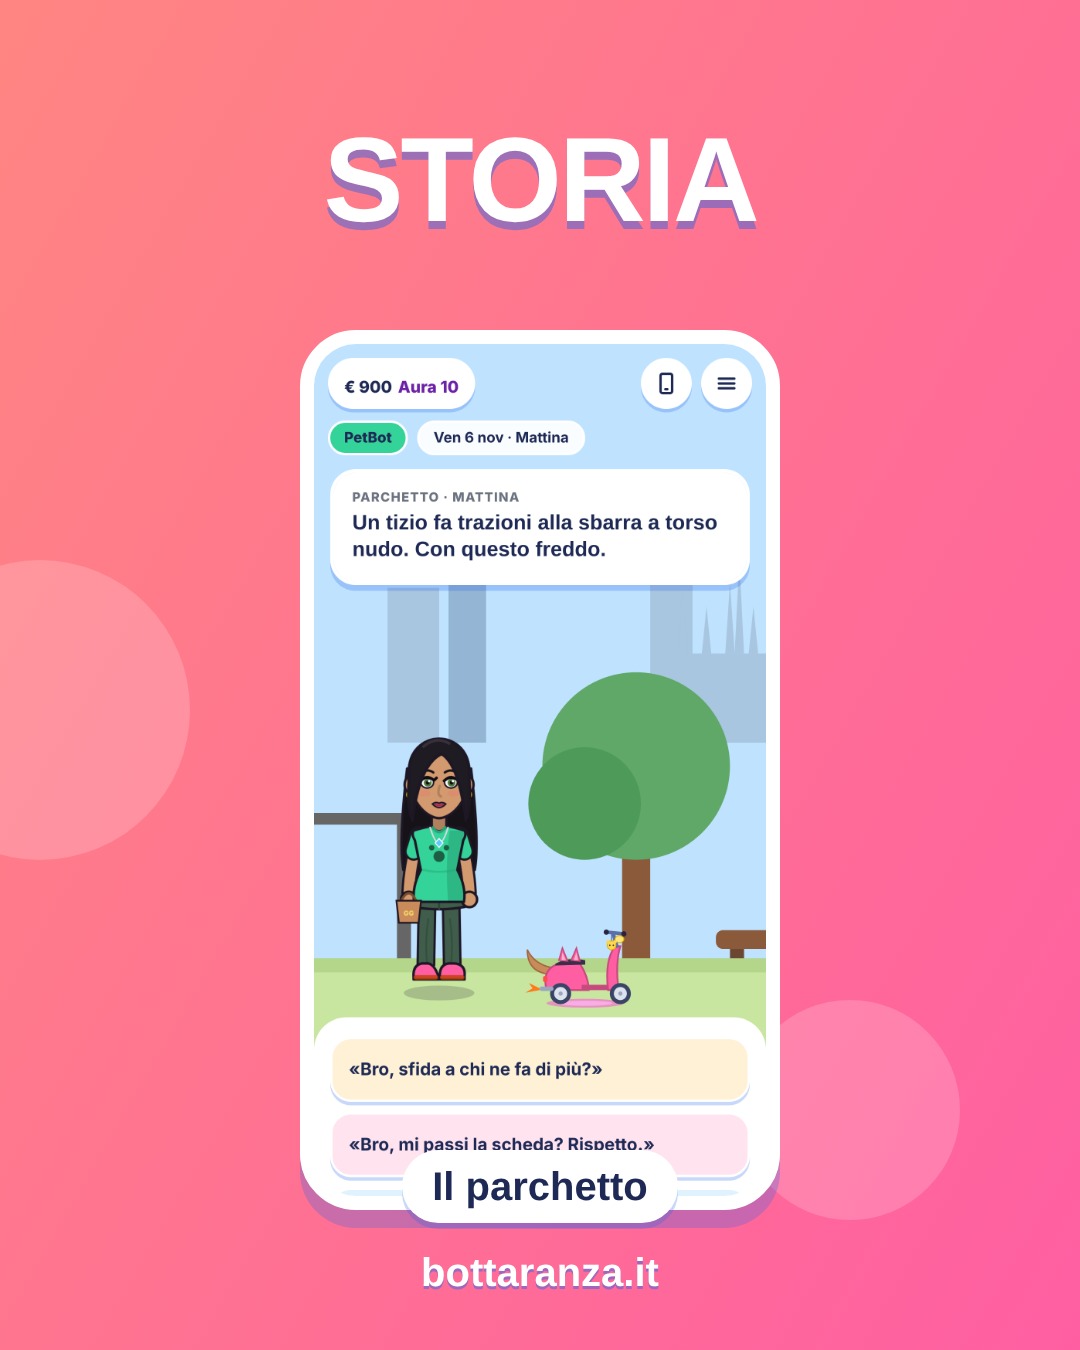 STORIA
€ 900 Aura 10
PetBot
Ven 6 nov · Mattina
PARCHETTO · MATTINA
Un tizio fa trazioni alla sbarra a torso
nudo. Con questo freddo.
«Bro, sfida a chi ne fa di più?»
«Bro, mi passi la scheda? Rispetto.»
Il parchetto
bottaranza.it